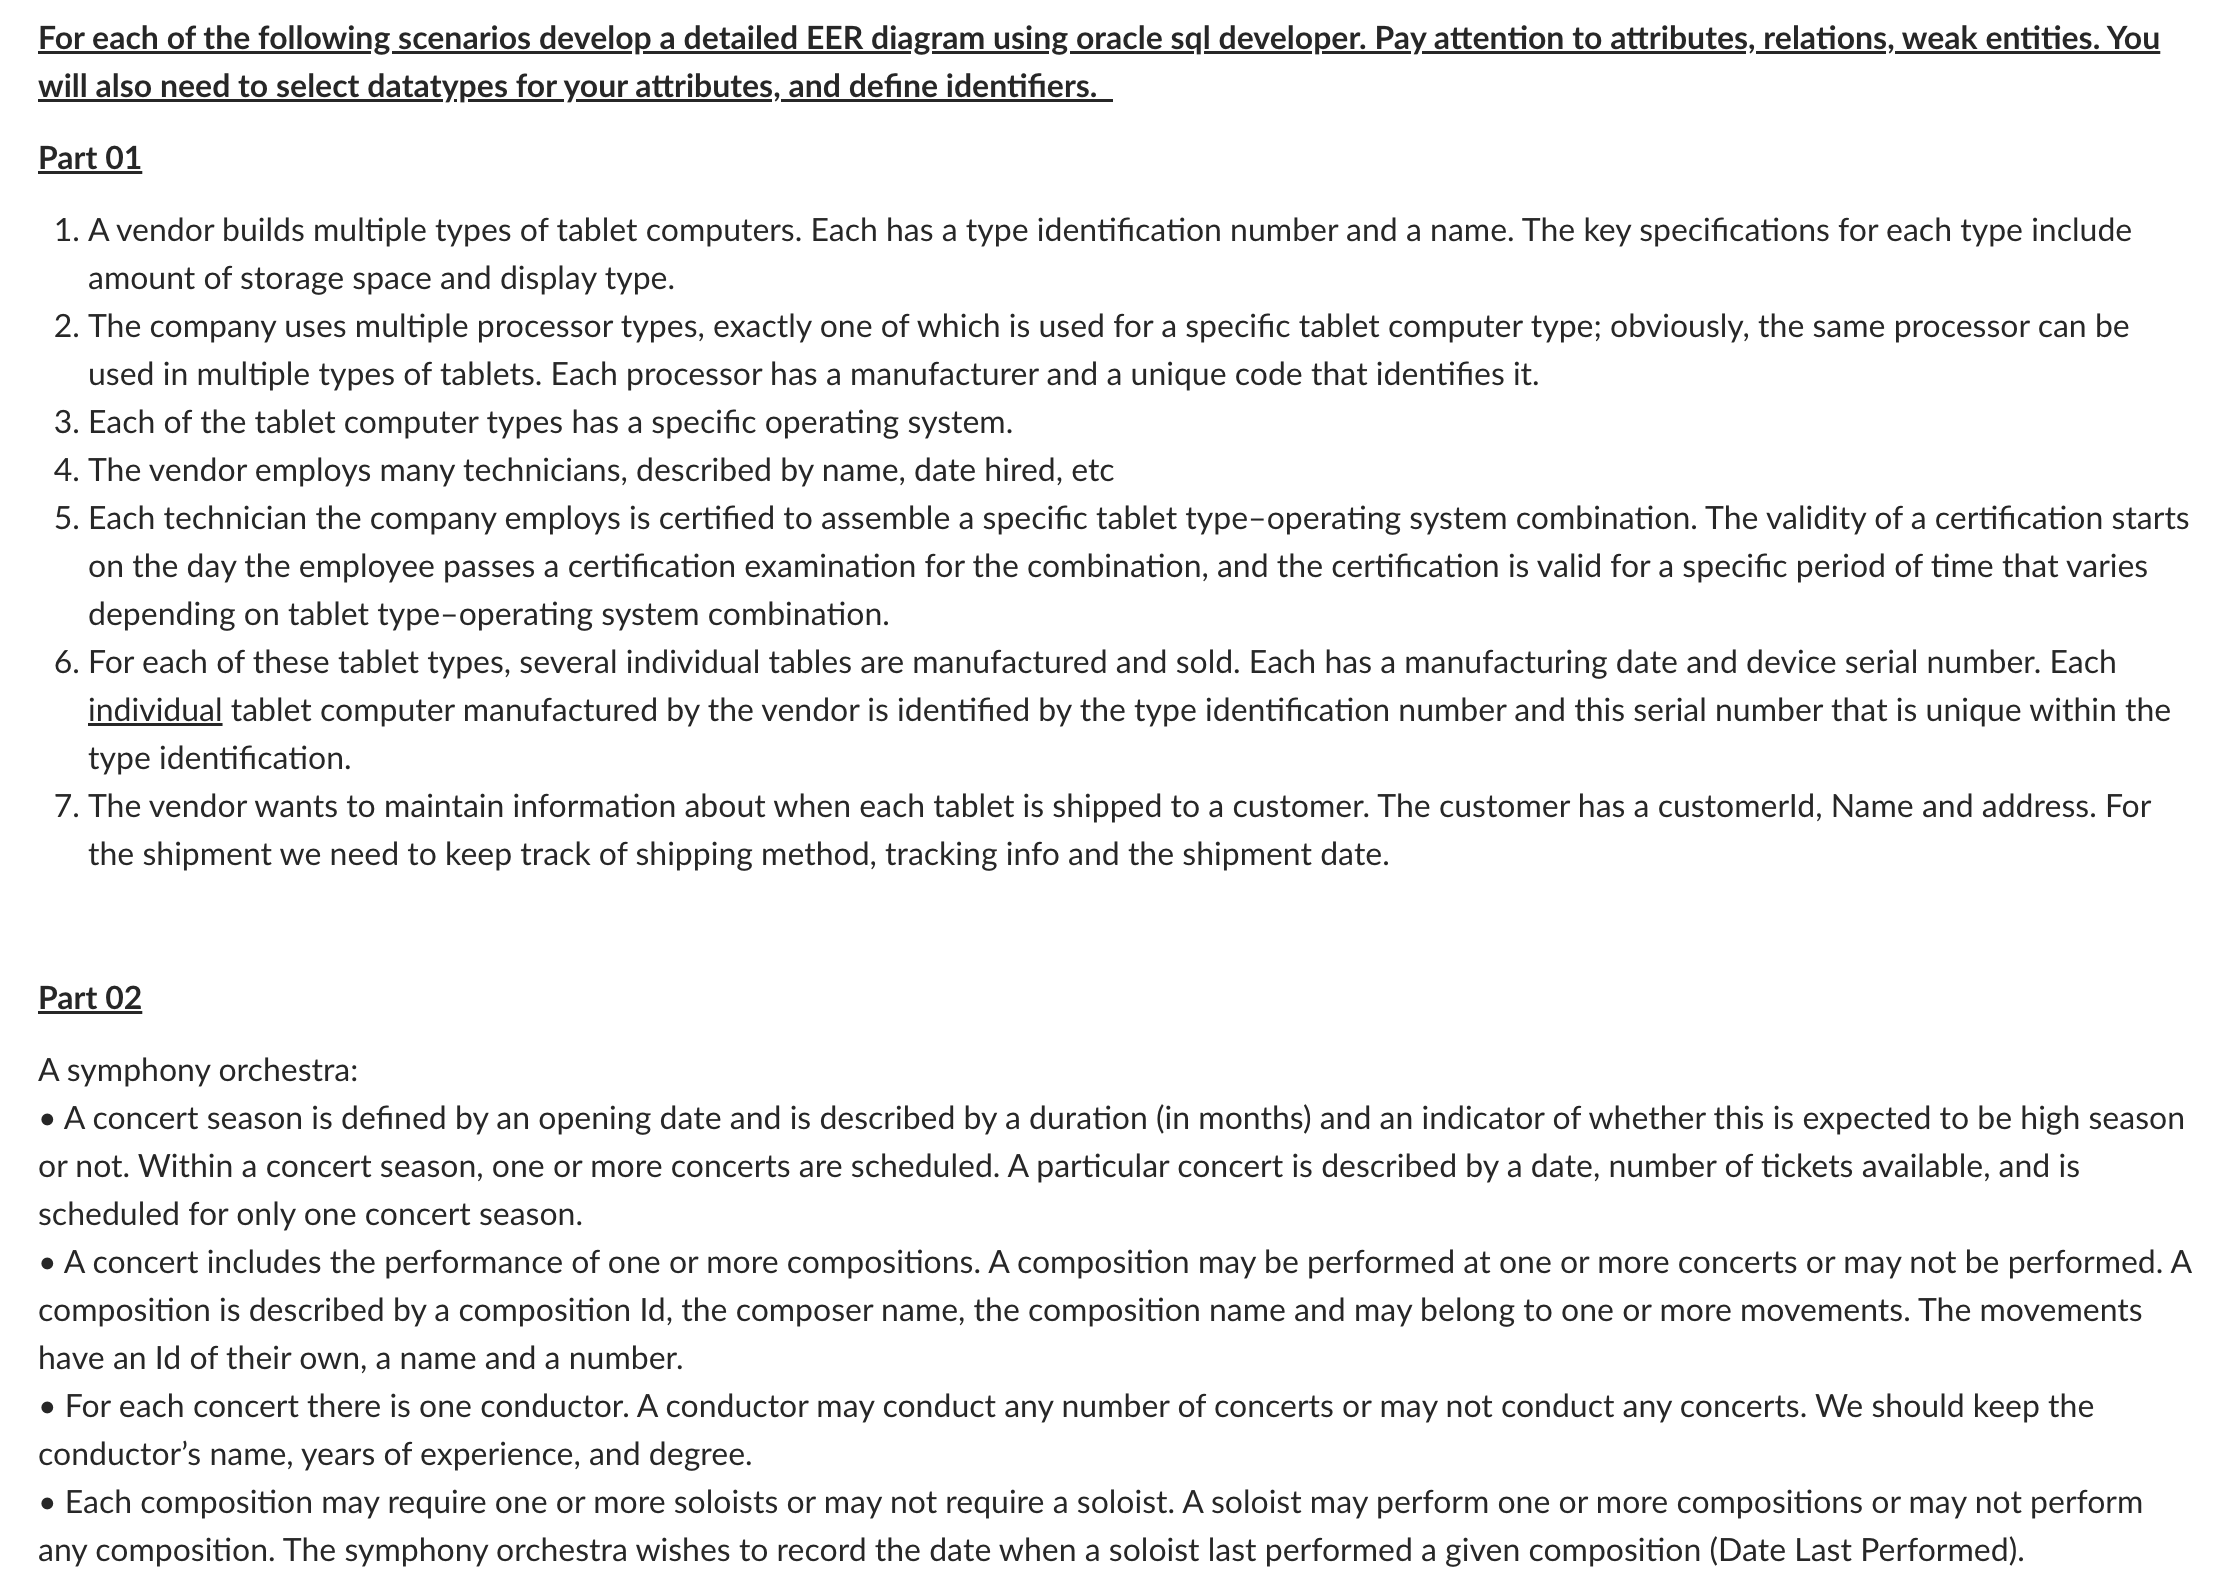 For each of the following scenarios develop a detailed EER diagram using oracle sql developer. Pay attention to attributes, relations, weak entities. You
will also need to select datatypes for your attributes, and define identifiers.
Part 01
1. A vendor builds multiple types of tablet computers. Each has a type identification number and a name. The key specifications for each type include
amount of storage space and display type.
2. The company uses multiple processor types, exactly one of which is used for a specific tablet computer type; obviously, the same processor can be
used in multiple types of tablets. Each processor has a manufacturer and a unique code that identifies it.
3. Each of the tablet computer types has a specific operating system.
4. The vendor employs many technicians, described by name, date hired, etc
5. Each technician the company employs is certified to assemble a specific tablet type–operating system combination. The validity of a certification starts
on the day the employee passes a certification examination for the combination, and the certification is valid for a specific period of time that varies
depending on tablet type–operating system combination.
6. For each of these tablet types, several individual tables are manufactured and sold. Each has a manufacturing date and device serial number. Each
individual tablet computer manufactured by the vendor is identified by the type identification number and this serial number that is unique within the
type identification.
7. The vendor wants to maintain information about when each tablet is shipped to a customer. The customer has a customerId, Name and address. For
the shipment we need to keep track of shipping method, tracking info and the shipment date.
Part 02
A symphony orchestra:
• A concert season is defined by an opening date and is described by a duration (in months) and an indicator of whether this is expected to be high season
or not. Within a concert season, one or more concerts are scheduled. A particular concert is described by a date, number of tickets available, and is
scheduled for only one concert season.
• A concert includes the performance of one or more compositions. A composition may be performed at one or more concerts or may not be performed. A
composition is described by a composition Id, the composer name, the composition name and may belong to one or more movements. The movements
have an Id of their own, a name and a number.
• For each concert there is one conductor. A conductor may conduct any number of concerts or may not conduct any concerts. We should keep the
conductor’s name, years of experience, and degree.
• Each composition may require one or more soloists or may not require a soloist. A soloist may perform one or more compositions or may not perform
any composition. The symphony orchestra wishes to record the date when a soloist last performed a given composition (Date Last Performed).